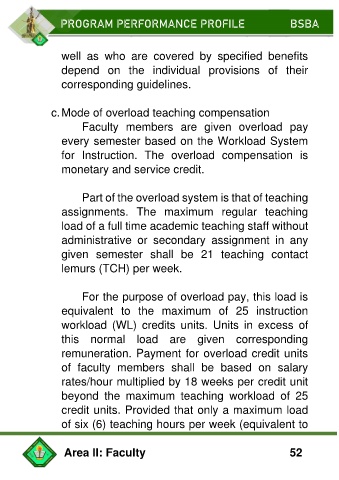 PROGRAM PERFORMANCE PROFILE BSBA
well as who are covered by specified benefits
depend on the individual provisions of their
corresponding guidelines.
c. Mode of overload teaching compensation
Faculty members are given overload pay
every semester based on the Workload System
for Instruction. The overload compensation is
monetary and service credit.
Part of the overload system is that of teaching
assignments. The maximum regular teaching
load of a full time academic teaching staff without
administrative or secondary assignment in any
given semester shall be 21 teaching contact
lemurs (TCH) per week.
For the purpose of overload pay, this load is
equivalent to the maximum of 25 instruction
workload (WL) credits units. Units in excess of
this normal load are given corresponding
remuneration. Payment for overload credit units
of faculty members shall be based on salary
rates/hour multiplied by 18 weeks per credit unit
beyond the maximum teaching workload of 25
credit units. Provided that only a maximum load
of six (6) teaching hours per week (equivalent to
Area II: Faculty 52